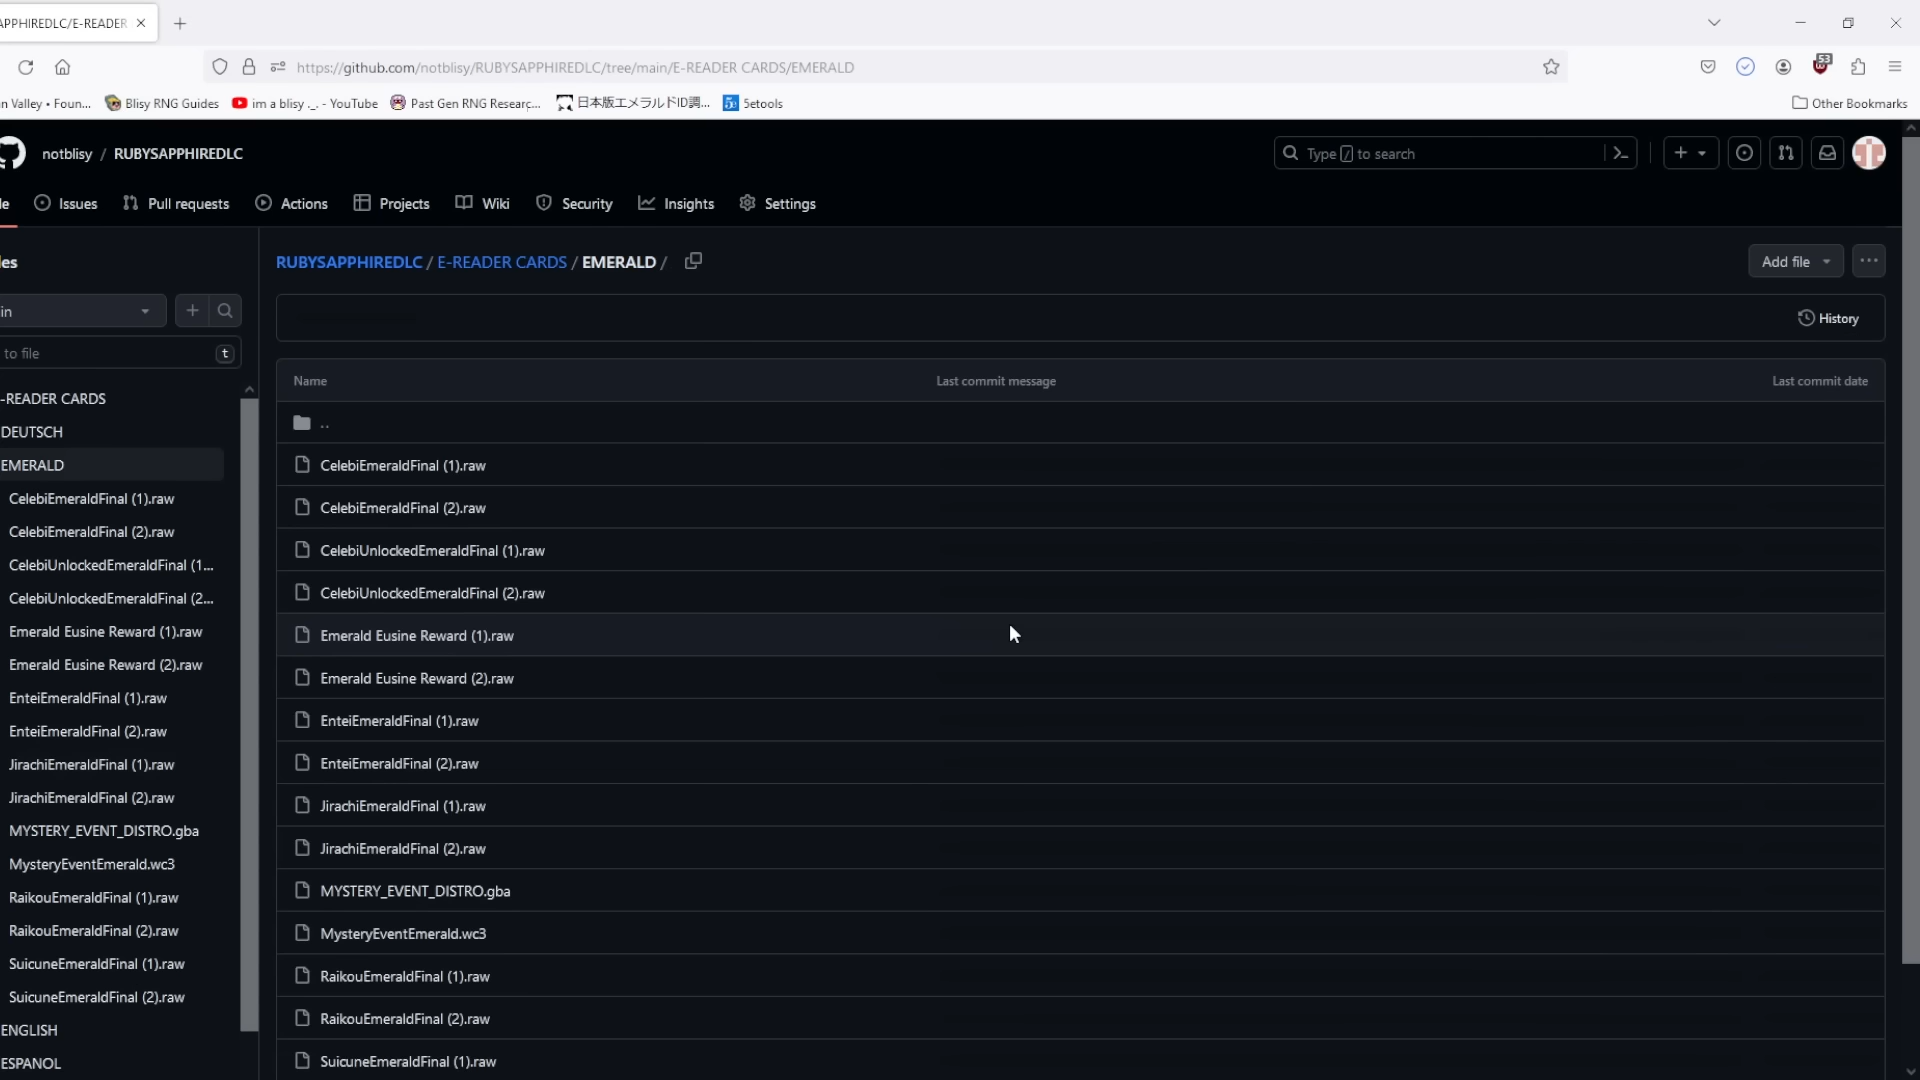 APPHIREDLC/E-READER
https://github.com/notblisy/RUBYSAPPHIREDLC/tree/main/E-READER CARDS/EMERALD
53
n Valley • Foun... Blisy RNG Guides im a blisy ._. - YouTube Past Gen RNG Researc... 日本版エメラルドID調... 5etools Other Bookmarks
notblisy / RUBYSAPPHIREDLC Type / to search
le Issues Pull requests Actions Projects Wiki Security Insights Settings
les
RUBYSAPPHIREDLC / E-READER CARDS / EMERALD / Add file
in
History
to file t
Name Last commit message Last commit date
-READER CARDS
DEUTSCH
EMERALD
CelebiEmeraldFinal (1).raw
CelebiEmeraldFinal (2).raw
CelebiUnlockedEmeraldFinal (1...
CelebiUnlockedEmeraldFinal (2...
Emerald Eusine Reward (1).raw
Emerald Eusine Reward (2).raw
EnteiEmeraldFinal (1).raw
EnteiEmeraldFinal (2).raw
JirachiEmeraldFinal (1).raw
JirachiEmeraldFinal (2).raw
MYSTERY_EVENT_DISTRO.gba
MysteryEventEmerald.wc3
RaikouEmeraldFinal (1).raw
RaikouEmeraldFinal (2).raw
SuicuneEmeraldFinal (1).raw
SuicuneEmeraldFinal (2).raw
ENGLISH
ESPANOL
..
CelebiEmeraldFinal (1).raw
CelebiEmeraldFinal (2).raw
CelebiUnlockedEmeraldFinal (1).raw
CelebiUnlockedEmeraldFinal (2).raw
Emerald Eusine Reward (1).raw
Emerald Eusine Reward (2).raw
EnteiEmeraldFinal (1).raw
EnteiEmeraldFinal (2).raw
JirachiEmeraldFinal (1).raw
JirachiEmeraldFinal (2).raw
MYSTERY_EVENT_DISTRO.gba
MysteryEventEmerald.wc3
RaikouEmeraldFinal (1).raw
RaikouEmeraldFinal (2).raw
SuicuneEmeraldFinal (1).raw